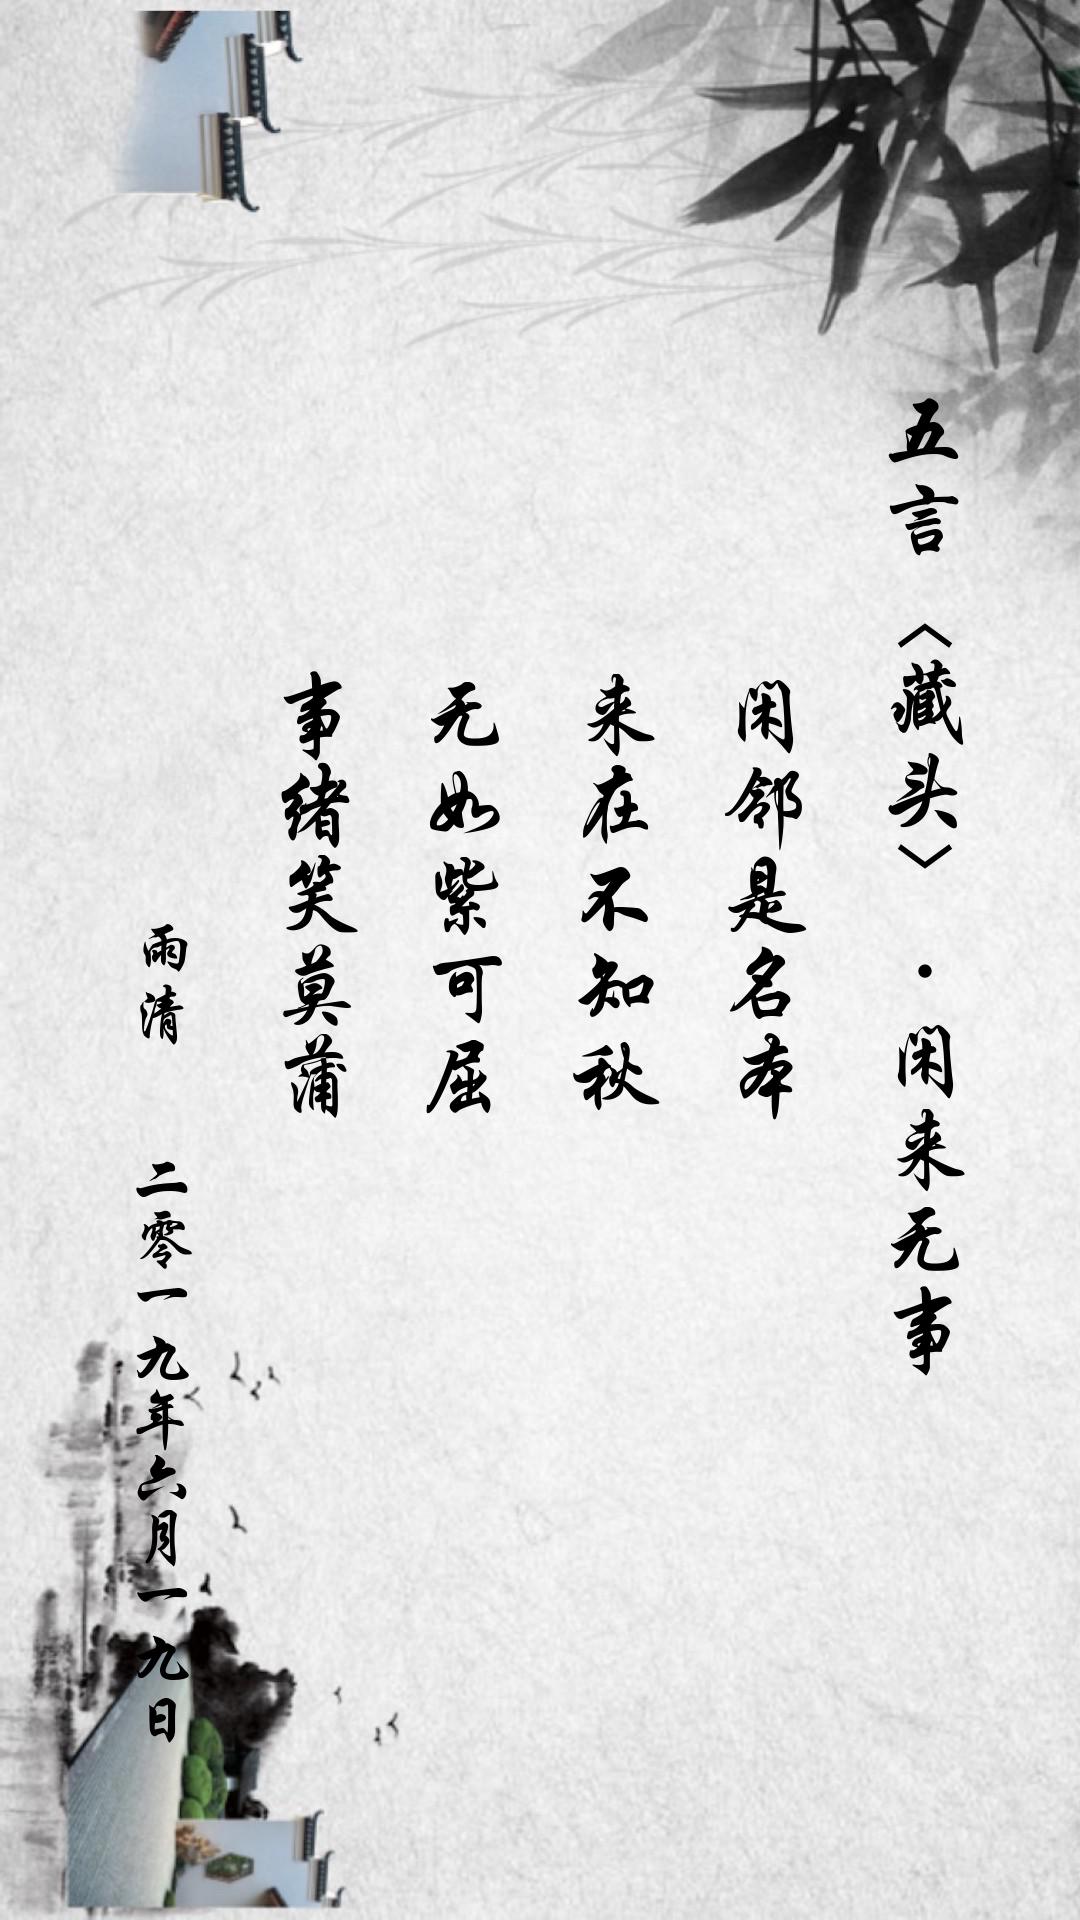 五言 〈藏头〉 · 闲来无事
闲邻是名本
来在不知秋
无如紫可屈
事绪笑莫蒲
雨清 二零一九年六月一九日